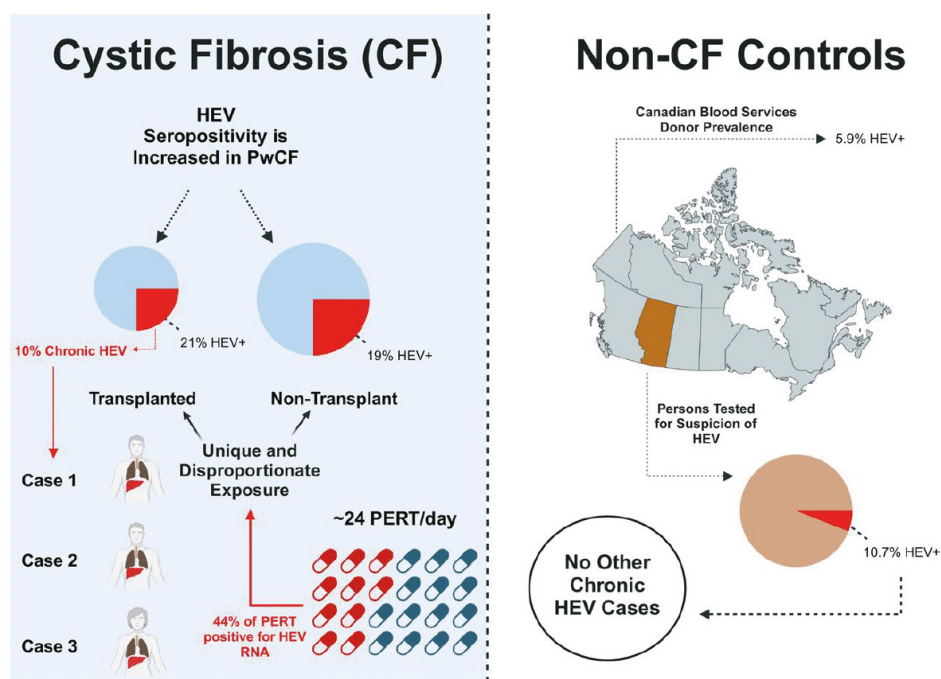 Cystic Fibrosis (CF)
HEV
Seropositivity is
Increased in PwCF
21% HEV+
19% HEV+
10% Chronic HEV
Transplanted
Non-Transplant
Unique and
Disproportionate
Exposure
Case 1
Case 2
Case 3
~24 PERT/day
44% of PERT
positive for HEV
RNA
Non-CF Controls
Canadian Blood Services
Donor Prevalence
5.9% HEV+
Persons Tested
for Suspicion of
HEV
10.7% HEV+
No Other
Chronic
HEV Cases